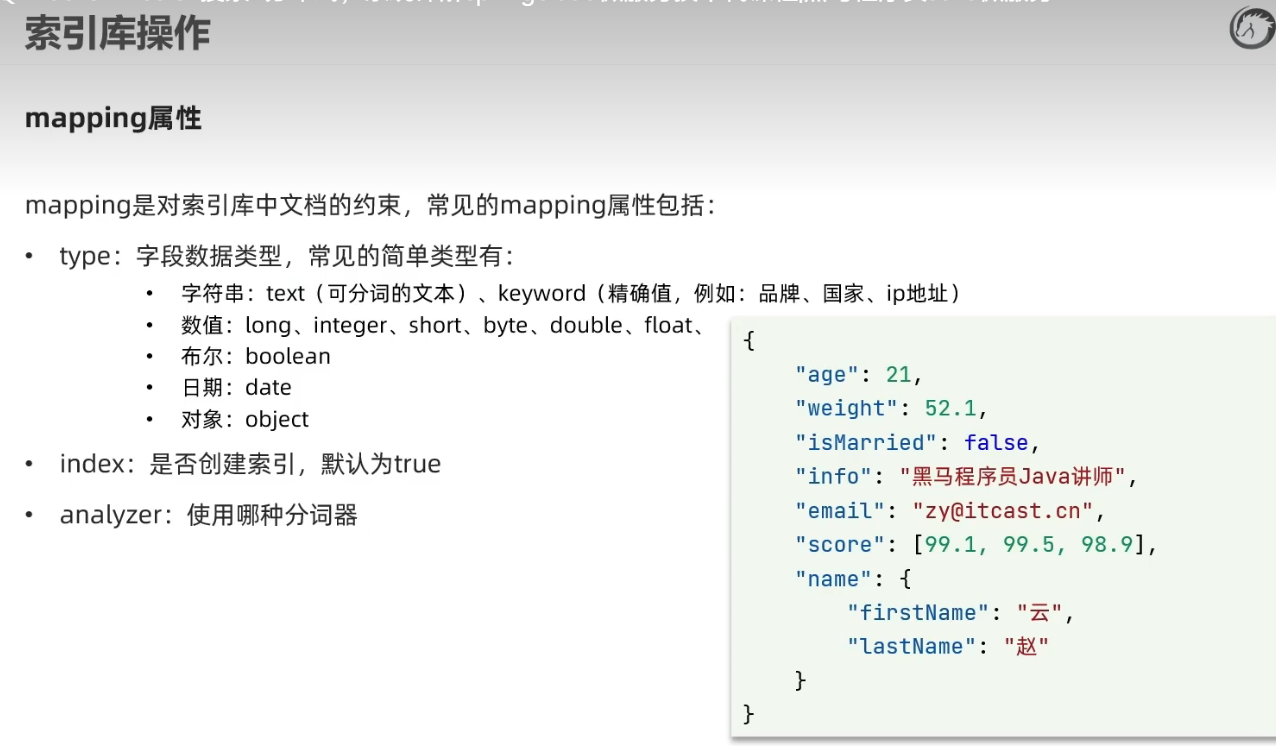 索引库操作
mapping属性
mapping是对索引库中文档的约束，常见的mapping属性包括：
• type：字段数据类型，常见的简单类型有：
• 字符串：text（可分词的文本）、keyword（精确值，例如：品牌、国家、ip地址）
• 数值：long、integer、short、byte、double、float、
• 布尔：boolean
• 日期：date
• 对象：object
• index：是否创建索引，默认为true
• analyzer：使用哪种分词器
{
"age": 21,
"weight": 52.1,
"isMarried": false,
"info": "黑马程序员Java讲师",
"email": "zy@itcast.cn",
"score": [99.1, 99.5, 98.9],
"name": {
"firstName": "云",
"lastName": "赵"
}
}